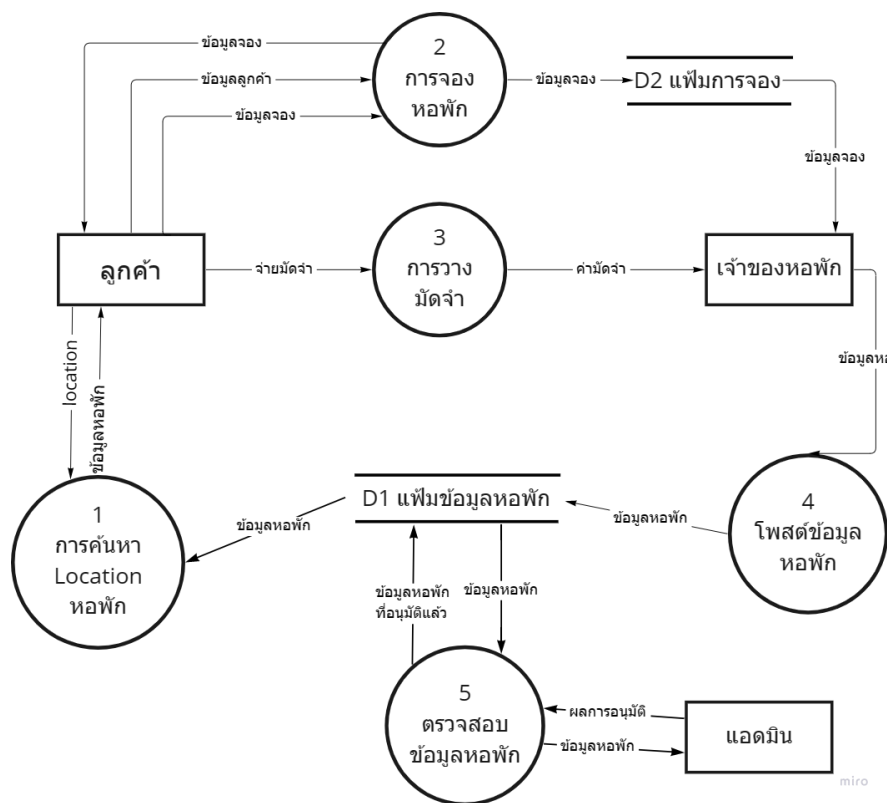 ข้อมูลจอง
ข้อมูลลูกค้า
ข้อมูลจอง
2
การจอง
หอพัก
ข้อมูลจอง
D2 แฟ้มการจอง
ข้อมูลจอง
ลูกค้า
จ่ายมัดจำ
3
การวาง
มัดจำ
ค่ามัดจำ
เจ้าของหอพัก
ข้อมูลหอ
location
ข้อมูลหอพัก
1
การค้นหา
Location
หอพัก
ข้อมูลหอพัก
D1 แฟ้มข้อมูลหอพัก
ข้อมูลหอพัก
4
โพสต์ข้อมูล
หอพัก
ข้อมูลหอพัก
ที่อนุมัติแล้ว
ข้อมูลหอพัก
5
ตรวจสอบ
ข้อมูลหอพัก
ผลการอนุมัติ
ข้อมูลหอพัก
แอดมิน
miro